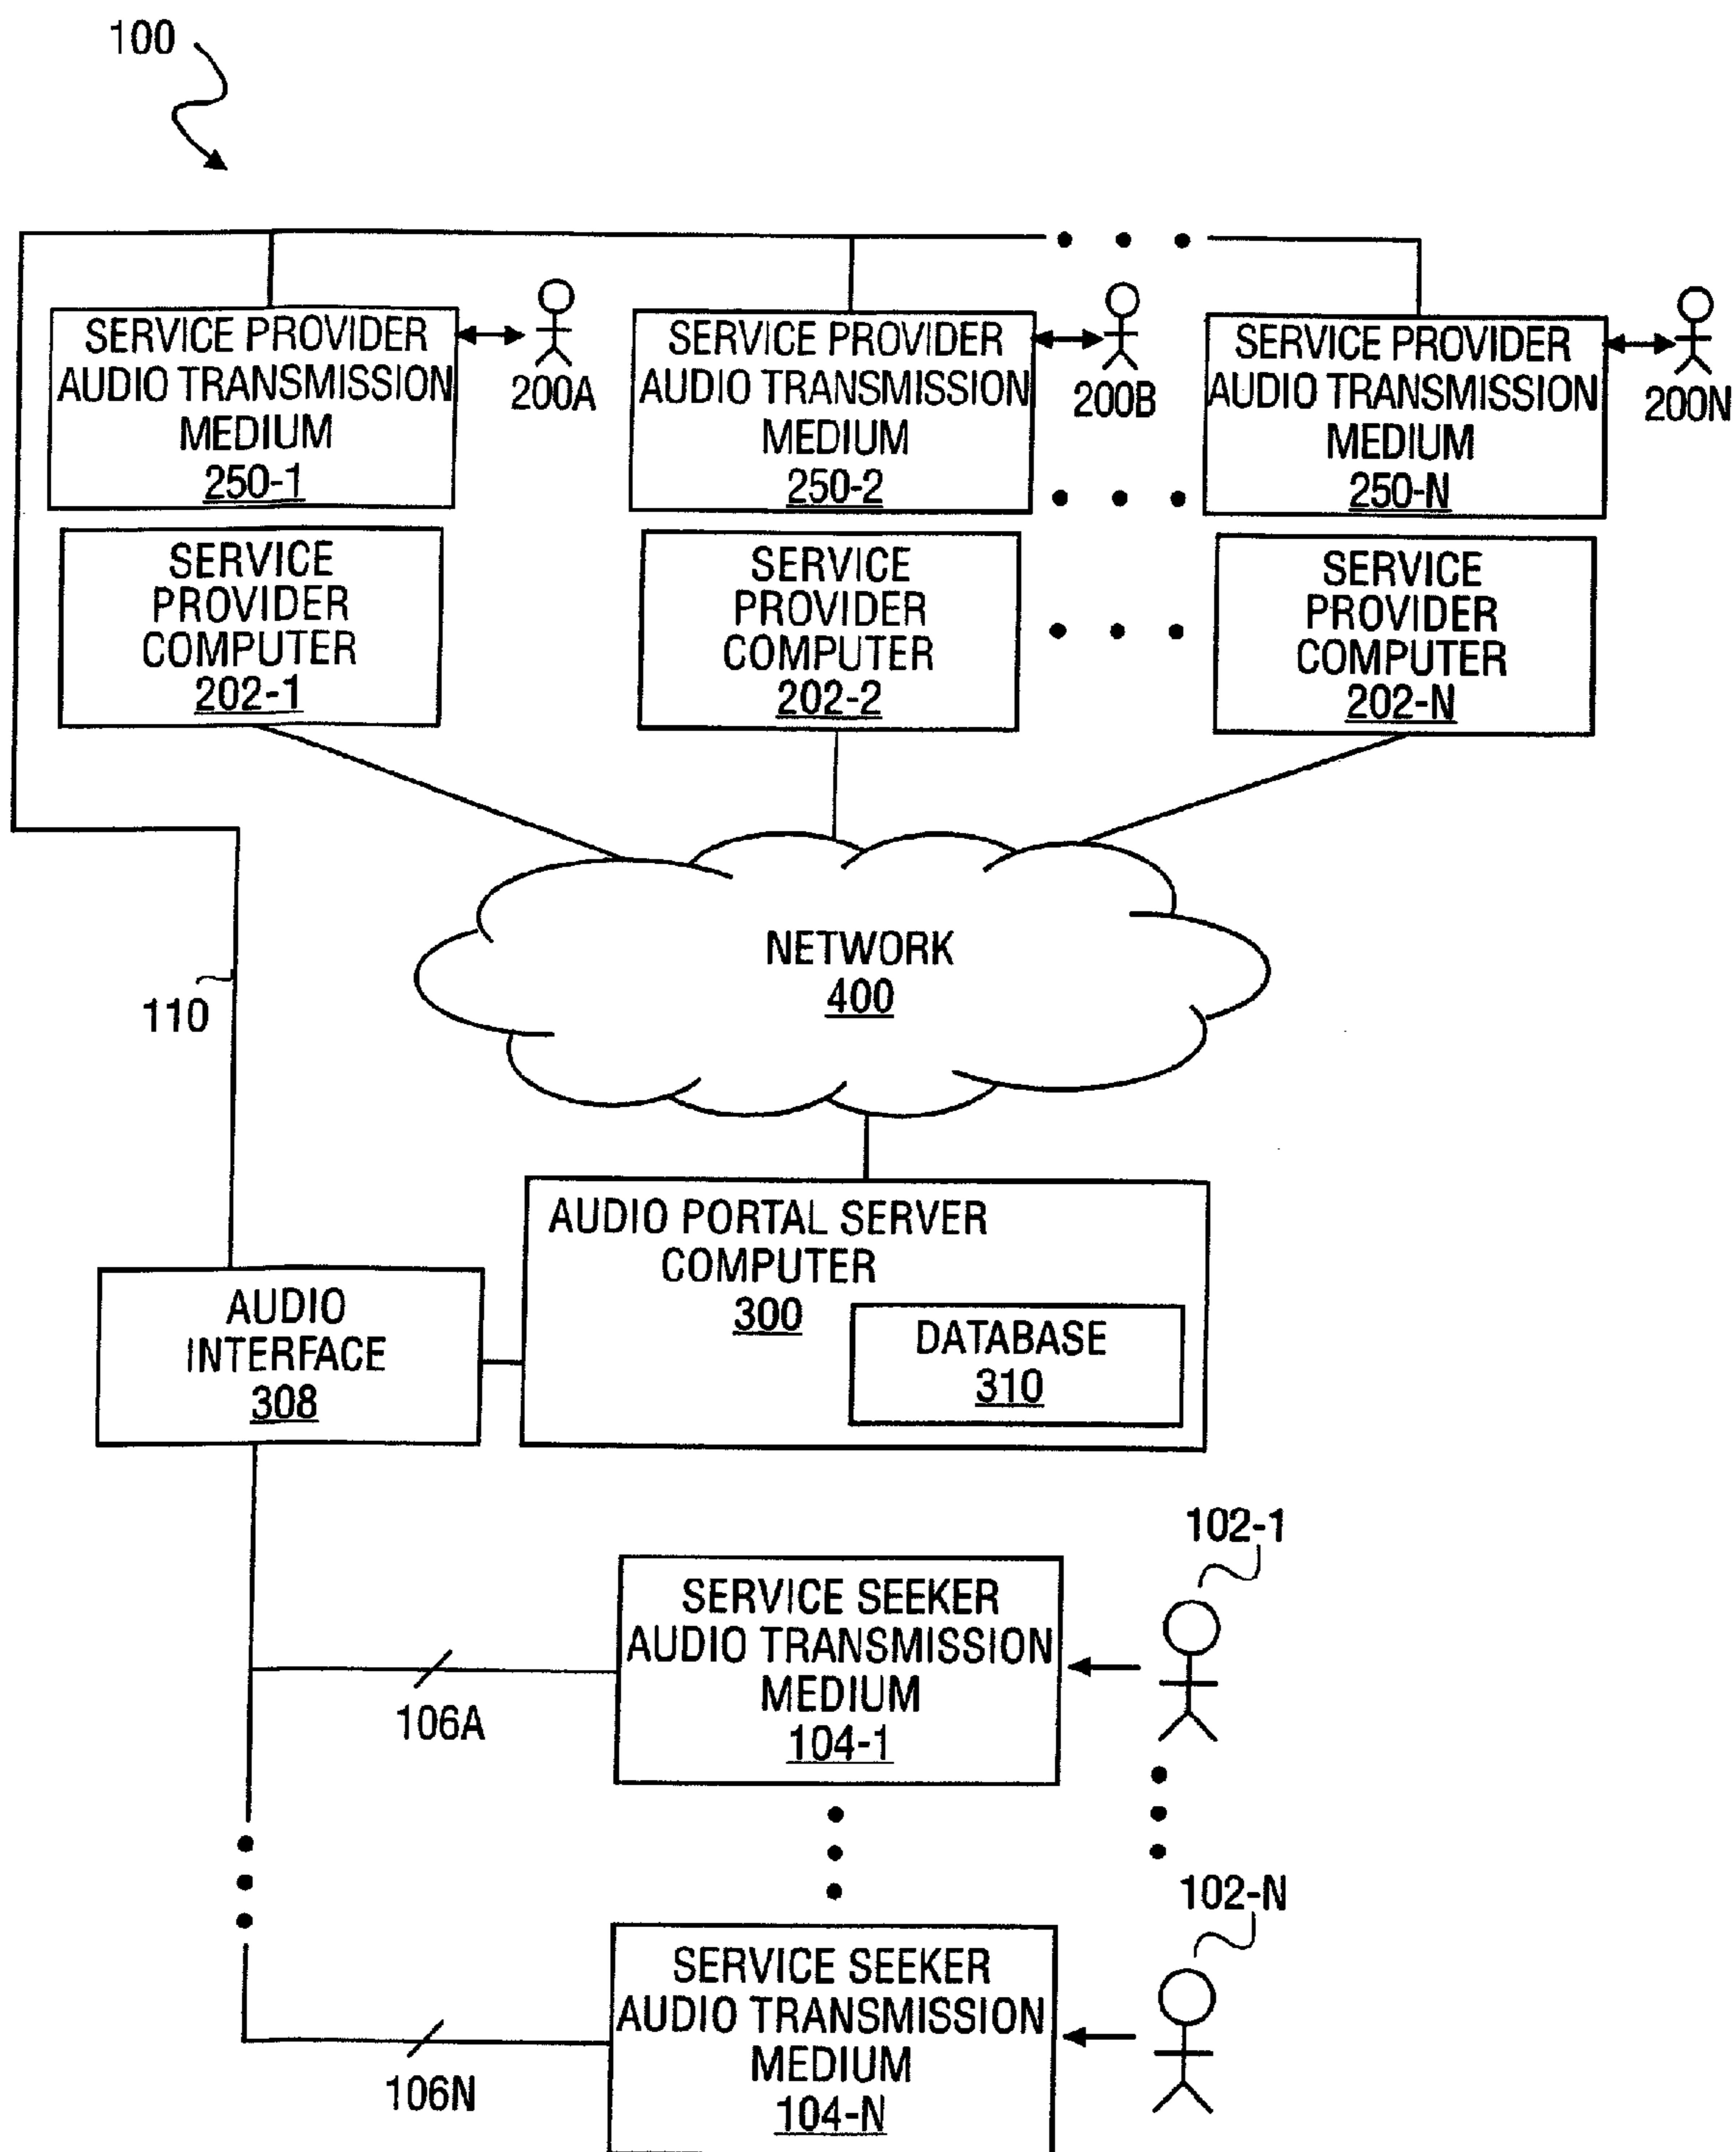 100
SERVICE PROVIDER
AUDIO TRANSMISSION
MEDIUM
250-1
200A
SERVICE PROVIDER
AUDIO TRANSMISSION
MEDIUM
250-2
200B
SERVICE PROVIDER
AUDIO TRANSMISSION
MEDIUM
250-N
200N
SERVICE
PROVIDER
COMPUTER
202-1
SERVICE
PROVIDER
COMPUTER
202-2
SERVICE
PROVIDER
COMPUTER
202-N
NETWORK
400
110
AUDIO PORTAL SERVER
COMPUTER
300
DATABASE
310
AUDIO
INTERFACE
308
102-1
SERVICE SEEKER
AUDIO TRANSMISSION
MEDIUM
104-1
106A
102-N
SERVICE SEEKER
AUDIO TRANSMISSION
MEDIUM
104-N
106N